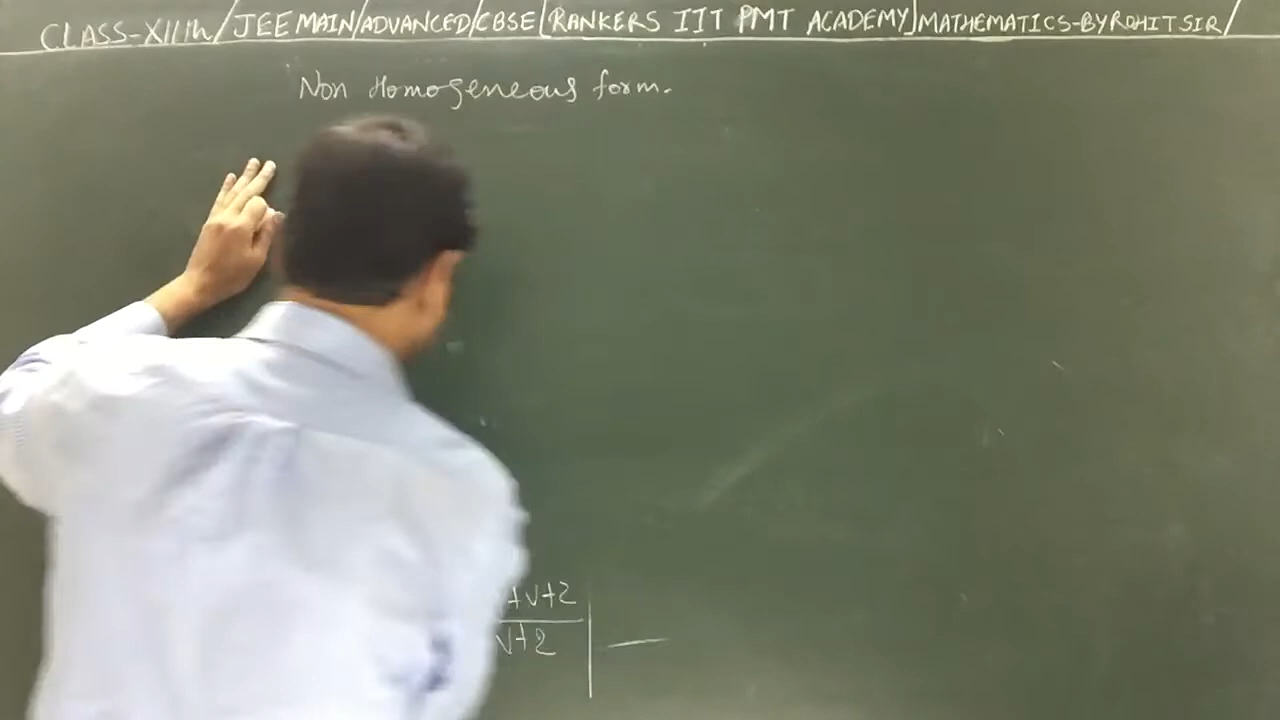 CLASS-XIIth/JEE MAIN/ADVANCED/CBSE[RANKERS IIT PMT ACADEMY]MATHEMATICS-BY ROHIT SIR/
Non Homogeneous form.
+v+2
v+2